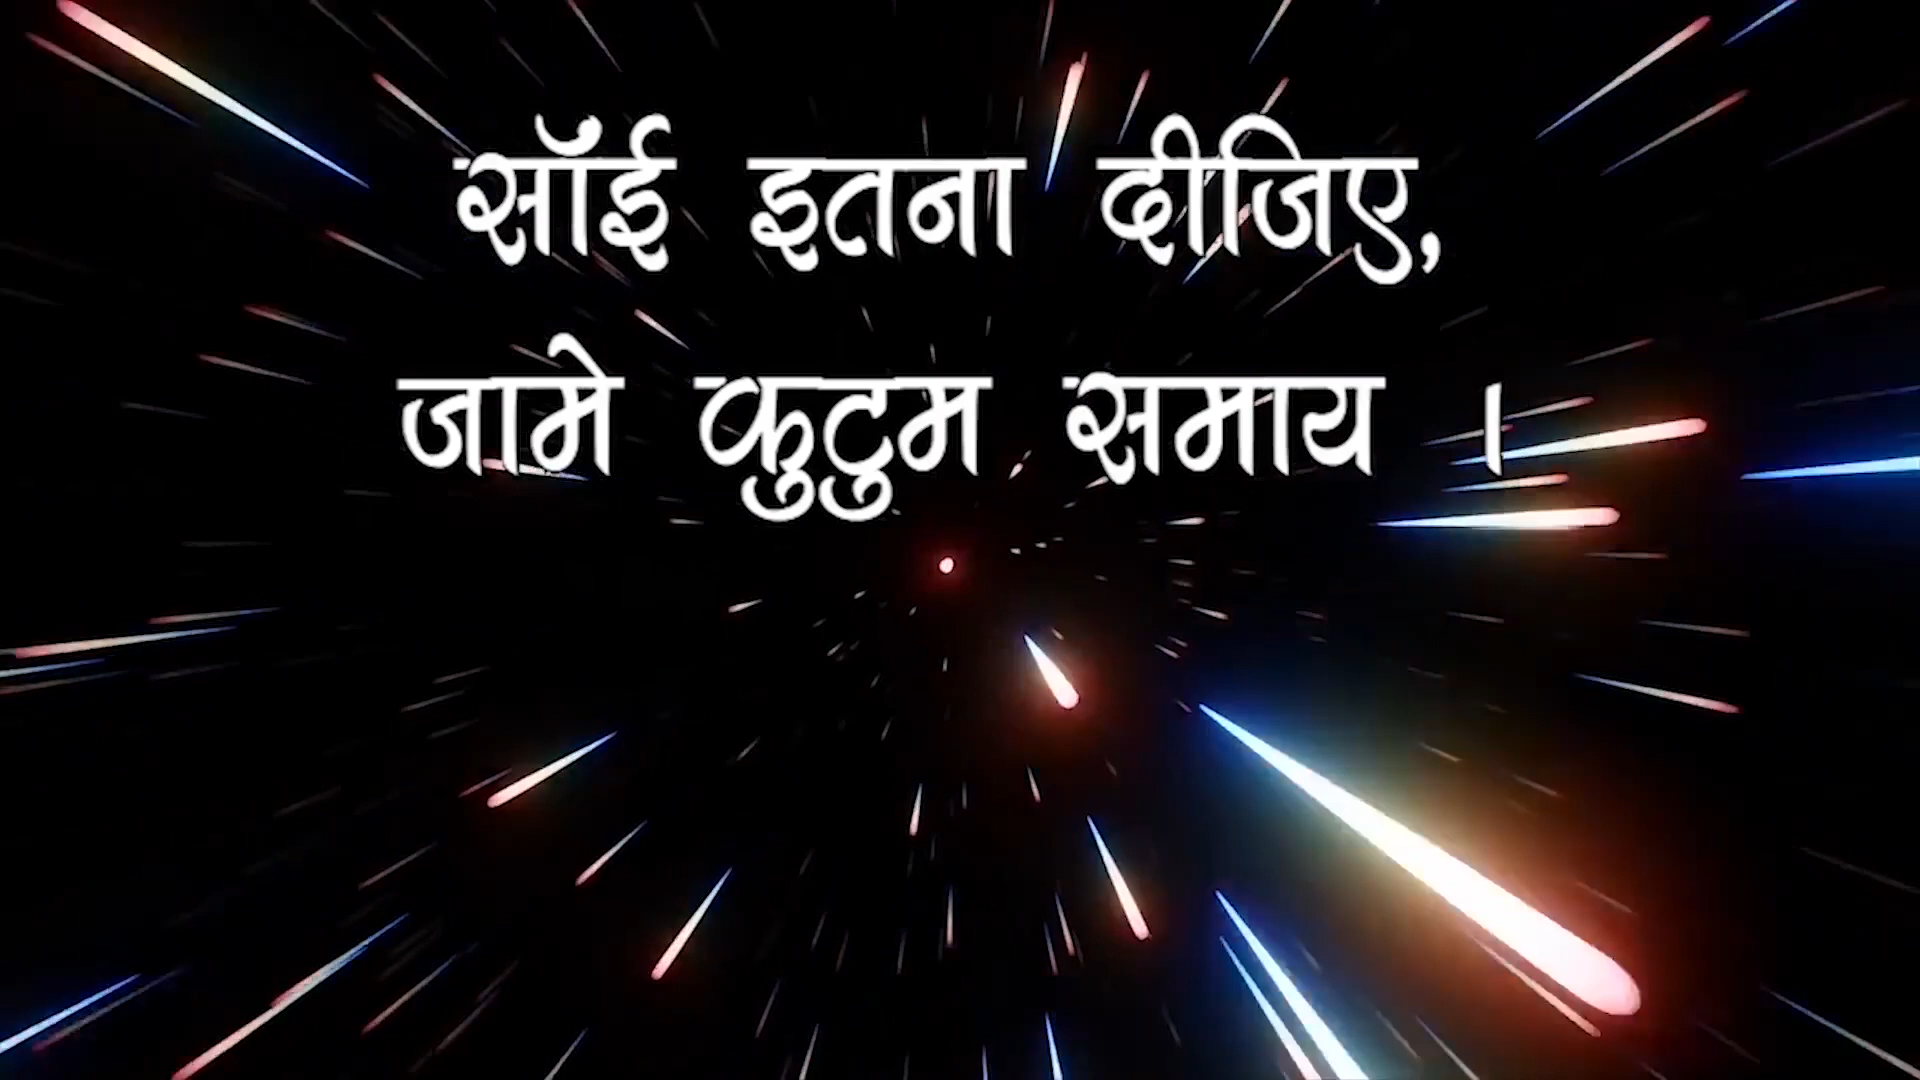 सॉई इतना दीजिए,
जामे कुटुम समाय ।